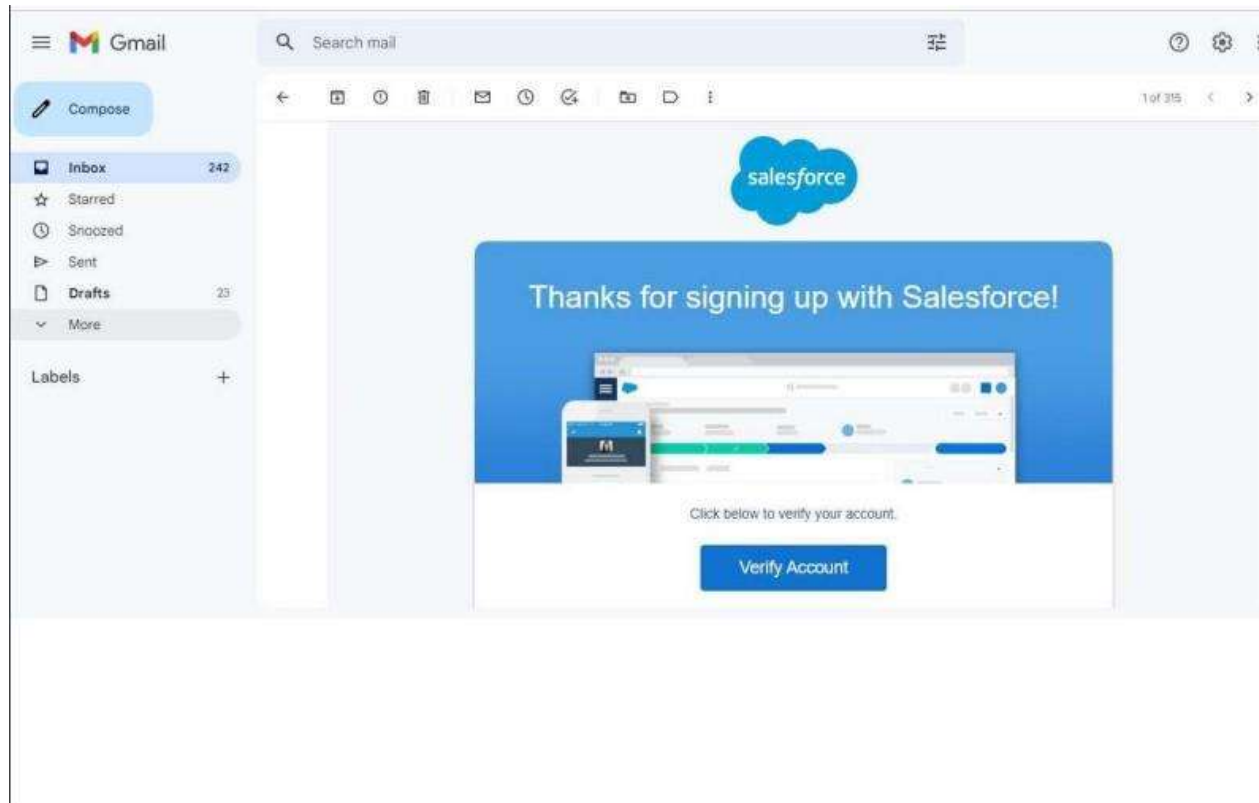 Gmail
Search mail
Compose
1 of 315
Inbox 242
Starred
Snoozed
Sent
Drafts 23
More
Labels
salesforce
Thanks for signing up with Salesforce!
Click below to verify your account.
Verify Account